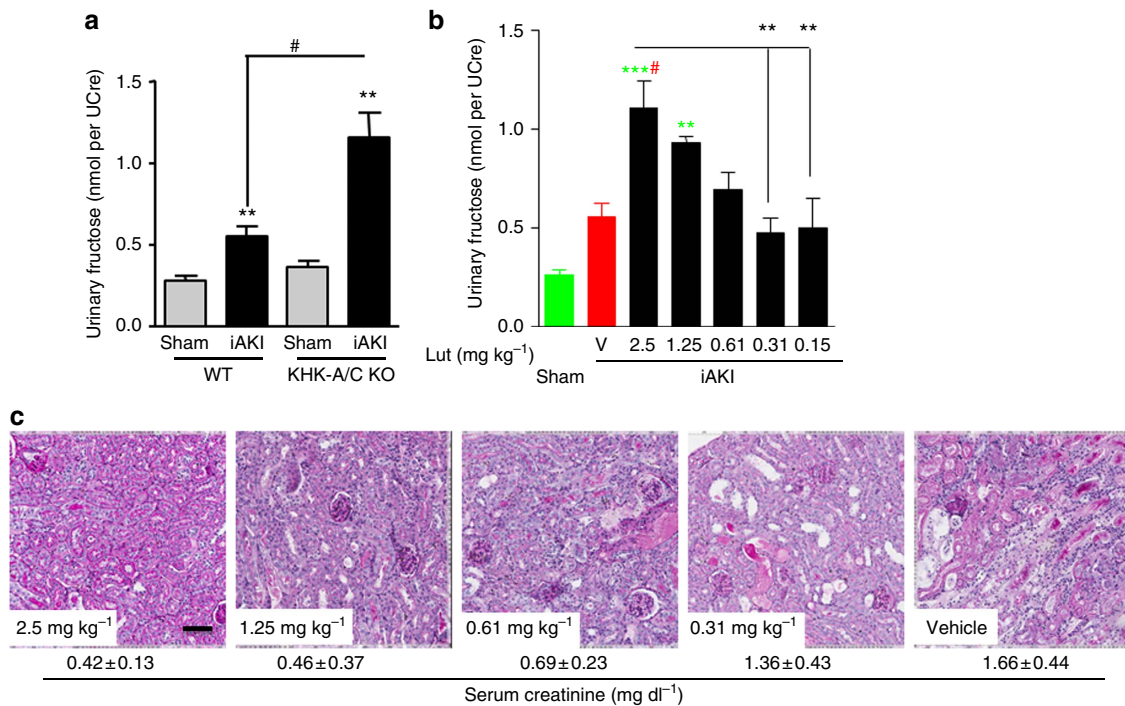 a
#
Urinary fructose (nmol per UCre)
1.5
1.0
0.5
0.0
**
**
Sham iAKI Sham iAKI
WT KHK-A/C KO
b
Urinary fructose (nmol per UCre)
1.5
1.0
0.5
0.0
** **
***#
**
V 2.5 1.25 0.61 0.31 0.15
Lut (mg kg⁻¹)
Sham iAKI
c
2.5 mg kg⁻¹ 1.25 mg kg⁻¹ 0.61 mg kg⁻¹ 0.31 mg kg⁻¹ Vehicle
0.42±0.13 0.46±0.37 0.69±0.23 1.36±0.43 1.66±0.44
Serum creatinine (mg dl⁻¹)